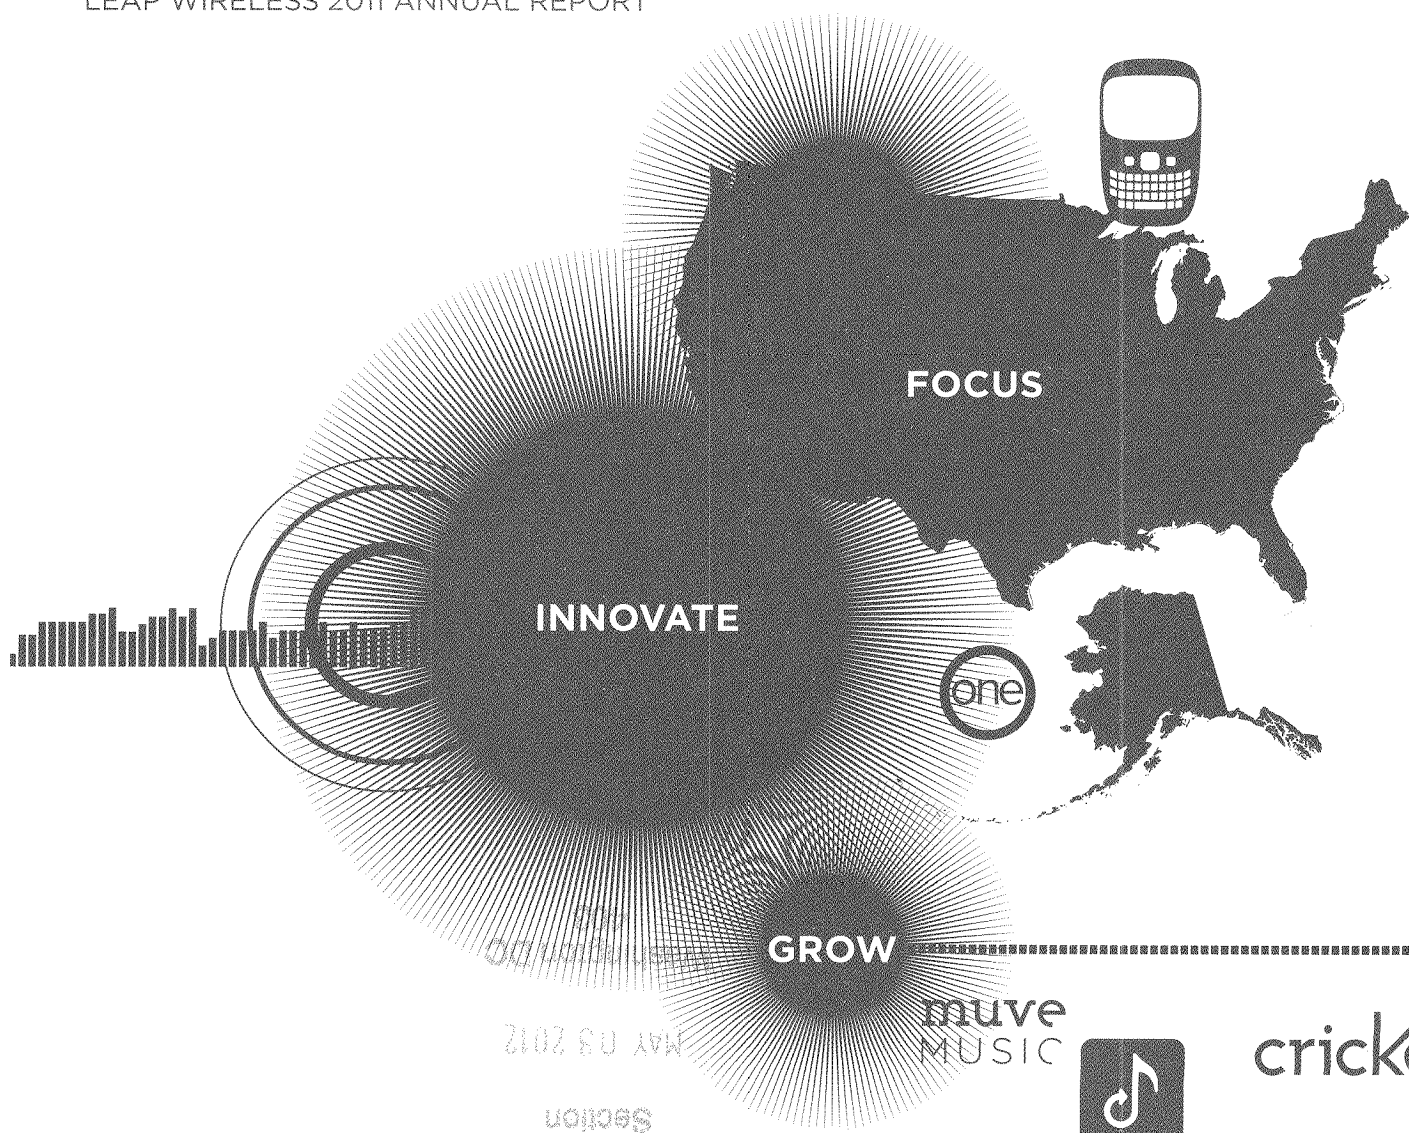 LEAP WIRELESS 2011 ANNUAL REPORT
FOCUS
INNOVATE
one
GROW
muve
MUSIC
MAY 03 2012
Section